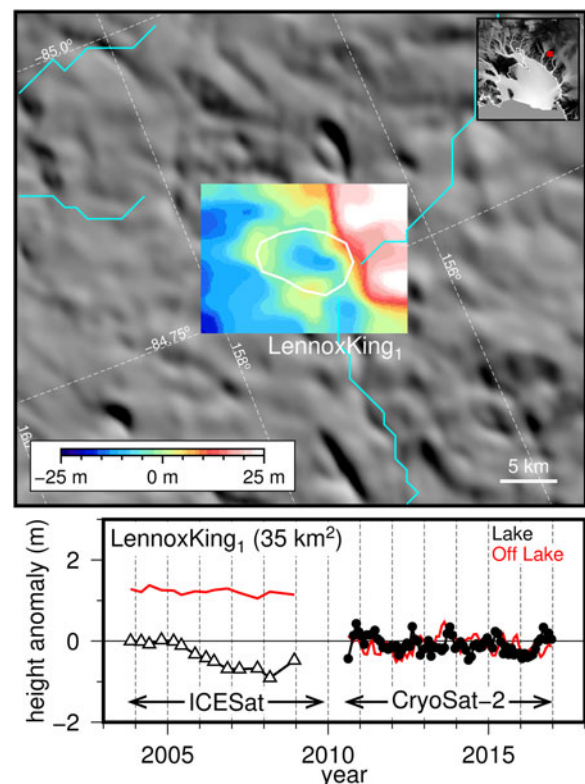 -85.0°
156°
-84.75°
158°
LennoxKing₁
-25 m 0 m 25 m
5 km
LennoxKing₁ (35 km²)
Lake
Off Lake
height anomaly (m)
2
0
-2
ICESat
CryoSat-2
2005 2010 2015
year